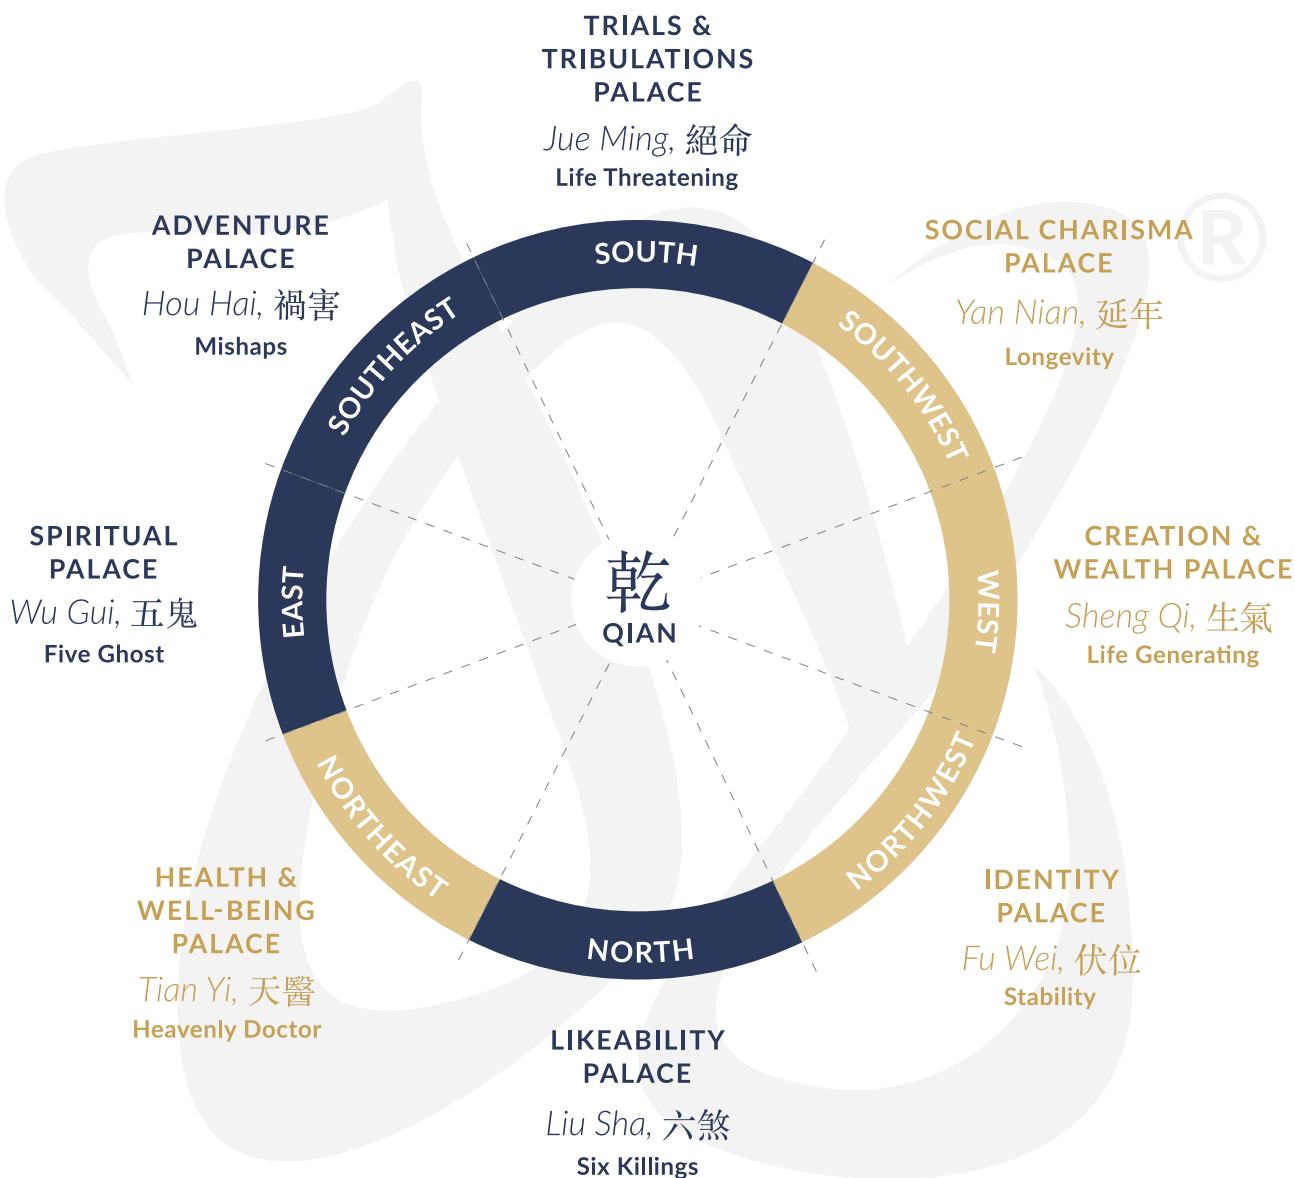 TRIALS &
TRIBULATIONS
PALACE
Jue Ming, 絕命
Life Threatening
ADVENTURE
PALACE
Hou Hai, 禍害
Mishaps
SOCIAL CHARISMA
PALACE
Yan Nian, 延年
Longevity
®
SOUTH
SOUTHEAST
SOUTHWEST
SPIRITUAL
PALACE
Wu Gui, 五鬼
Five Ghost
EAST
乾
QIAN
WEST
CREATION &
WEALTH PALACE
Sheng Qi, 生氣
Life Generating
NORTHEAST
NORTHWEST
NORTH
HEALTH &
WELL-BEING
PALACE
Tian Yi, 天醫
Heavenly Doctor
IDENTITY
PALACE
Fu Wei, 伏位
Stability
LIKEABILITY
PALACE
Liu Sha, 六煞
Six Killings